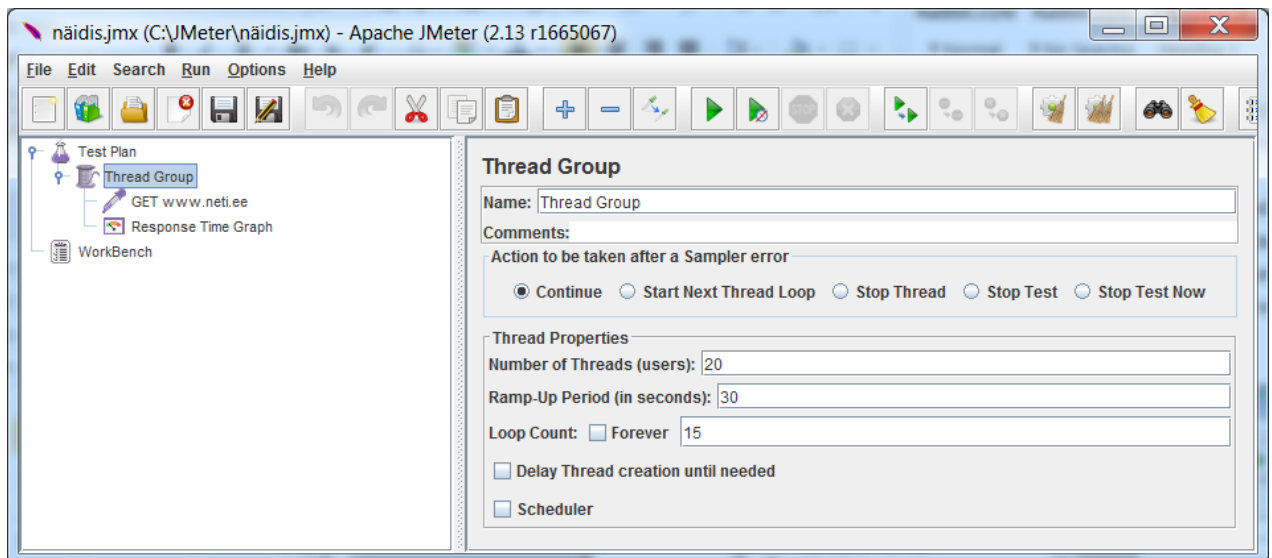 näidis.jmx (C:\JMeter\näidis.jmx) - Apache JMeter (2.13 r1665067)
File Edit Search Run Options Help
Test Plan
Thread Group
GET www.neti.ee
Response Time Graph
WorkBench
Thread Group
Name: Thread Group
Comments:
Action to be taken after a Sampler error
Continue Start Next Thread Loop Stop Thread Stop Test Stop Test Now
Thread Properties
Number of Threads (users): 20
Ramp-Up Period (in seconds): 30
Loop Count: Forever 15
Delay Thread creation until needed
Scheduler